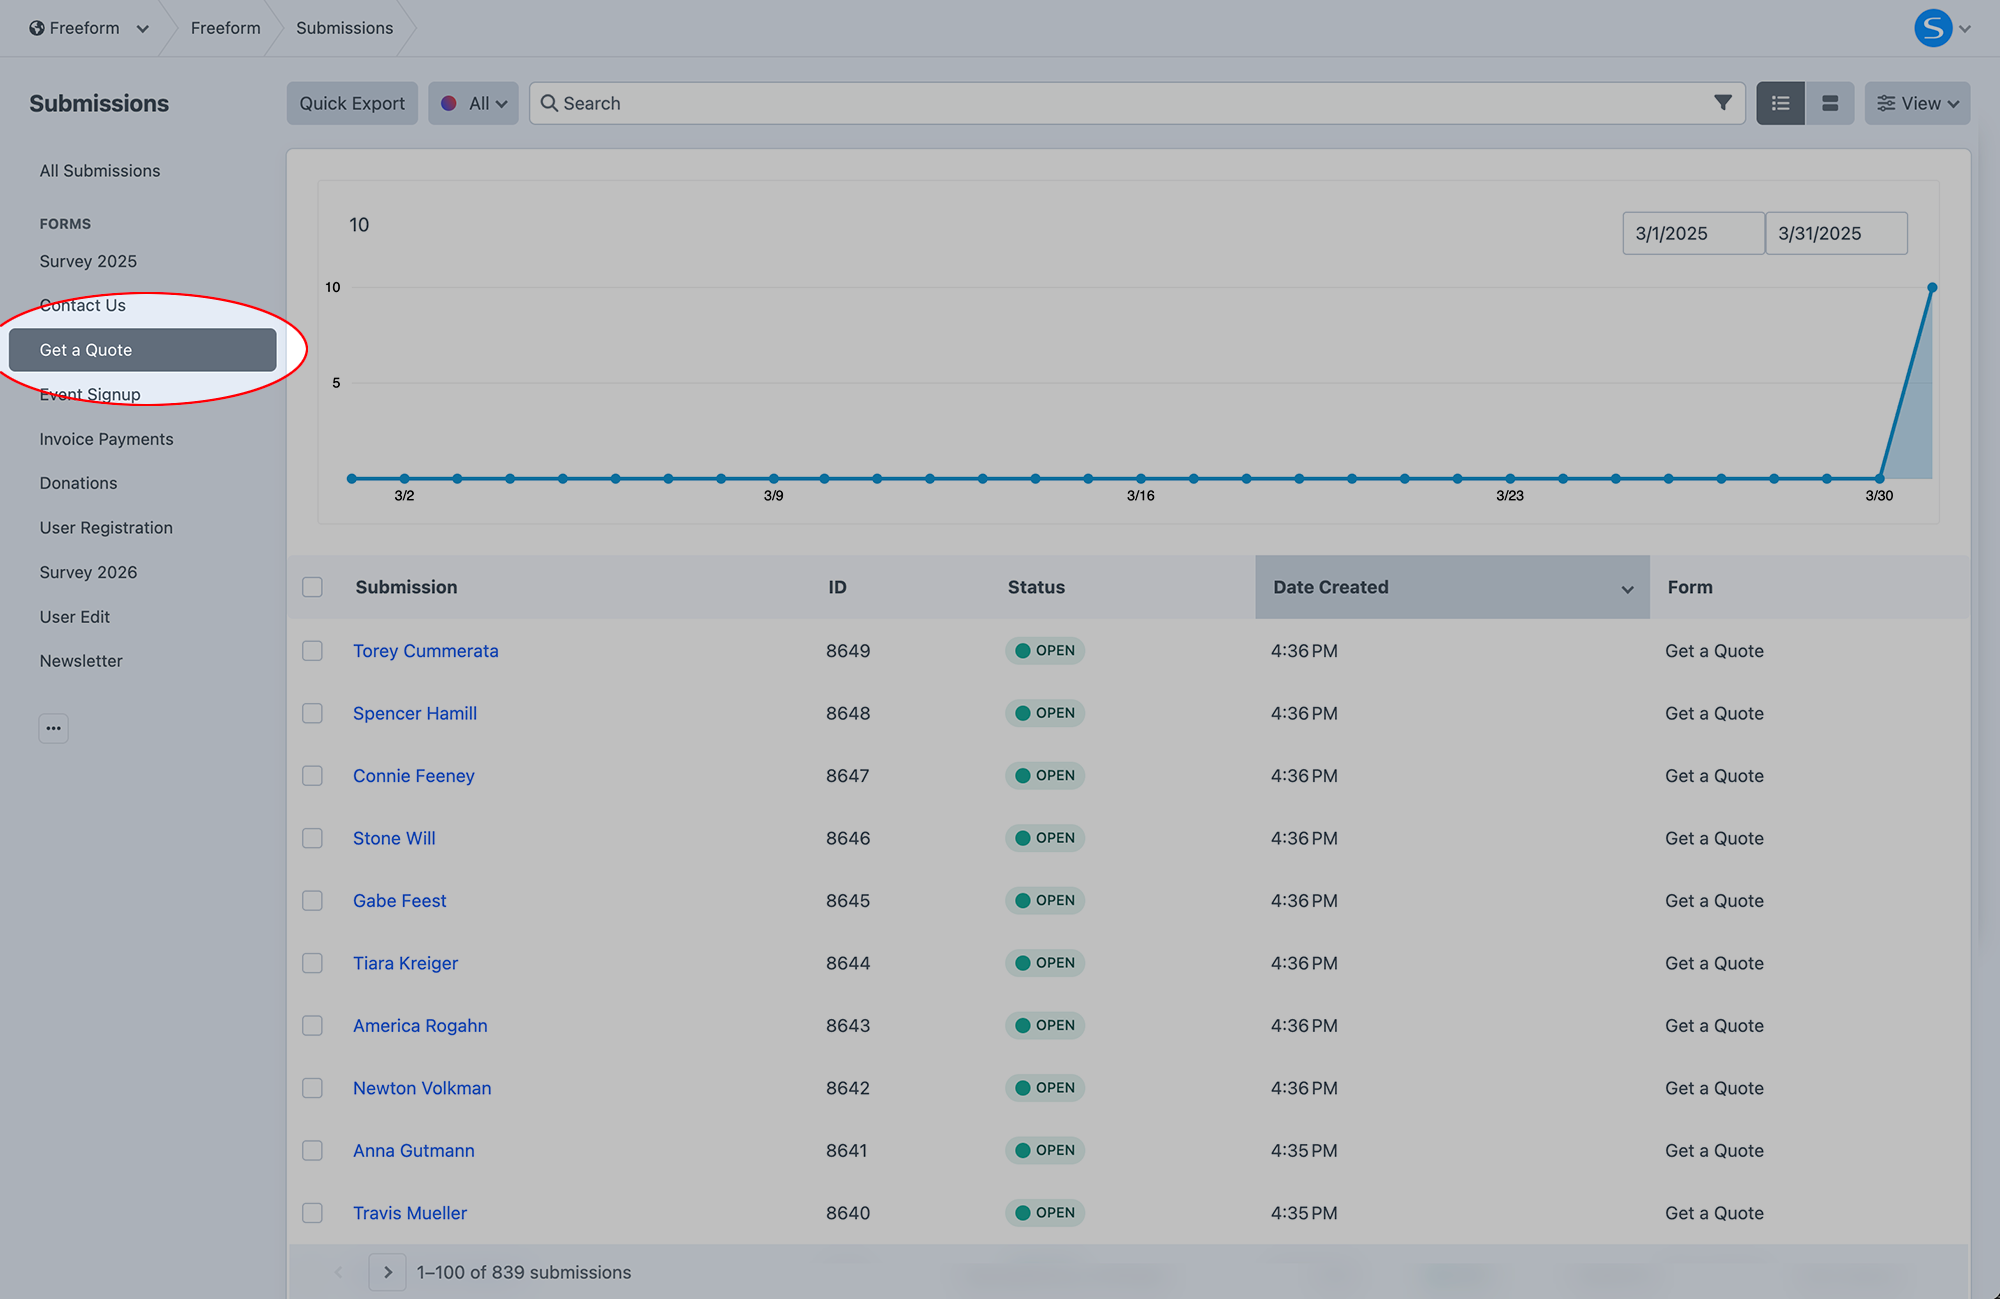 Freeform Freeform Submissions S
Submissions
Quick Export All Search View
All Submissions
FORMS
Survey 2025
Contact Us
Get a Quote
Event Signup
Invoice Payments
Donations
User Registration
Survey 2026
User Edit
Newsletter
10
3/1/2025 3/31/2025
10
5
3/2 3/9 3/16 3/23 3/30
Submission ID Status Date Created Form
Torey Cummerata 8649 OPEN 4:36 PM Get a Quote
Spencer Hamill 8648 OPEN 4:36 PM Get a Quote
Connie Feeney 8647 OPEN 4:36 PM Get a Quote
Stone Will 8646 OPEN 4:36 PM Get a Quote
Gabe Feest 8645 OPEN 4:36 PM Get a Quote
Tiara Kreiger 8644 OPEN 4:36 PM Get a Quote
America Rogahn 8643 OPEN 4:36 PM Get a Quote
Newton Volkman 8642 OPEN 4:36 PM Get a Quote
Anna Gutmann 8641 OPEN 4:35 PM Get a Quote
Travis Mueller 8640 OPEN 4:35 PM Get a Quote
1–100 of 839 submissions